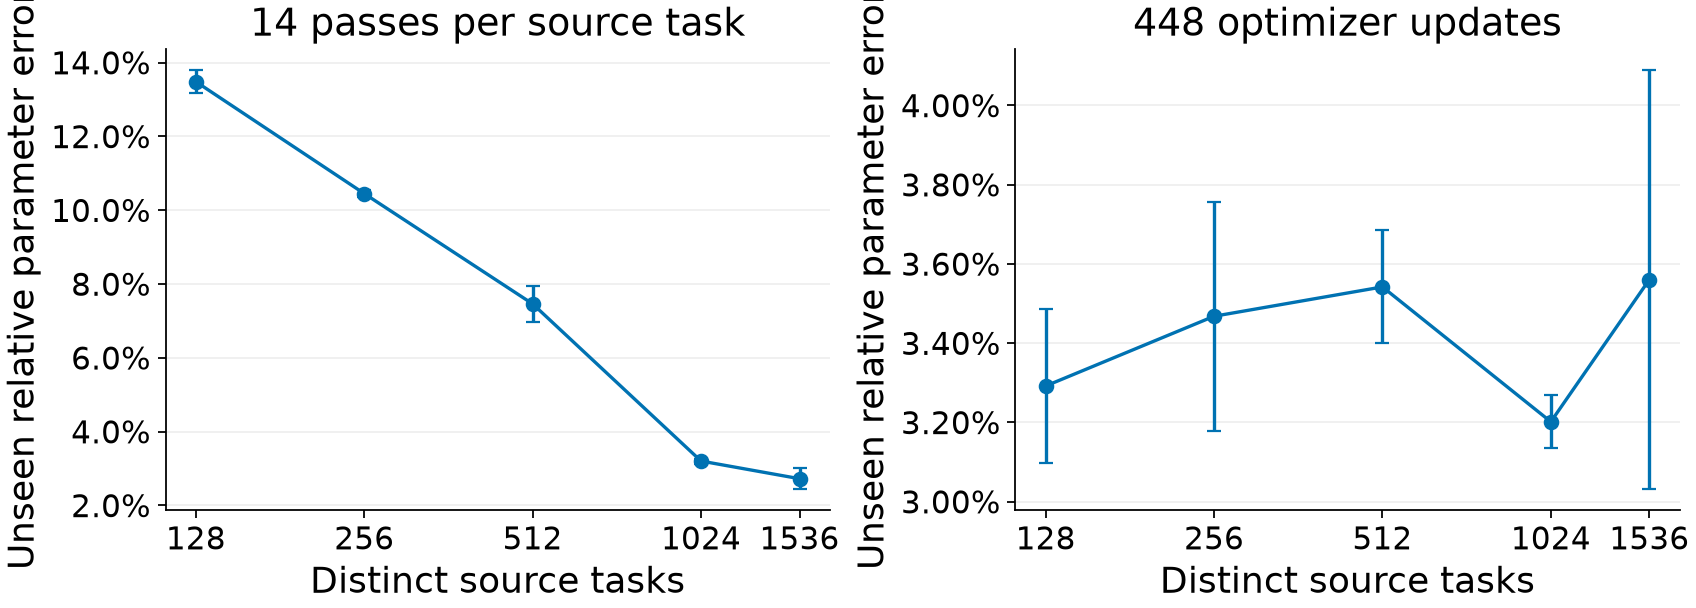 14 passes per source task
Unseen relative parameter error
14.0%
12.0%
10.0%
8.0%
6.0%
4.0%
2.0%
128 256 512 1024 1536
Distinct source tasks
448 optimizer updates
Unseen relative parameter error
4.00%
3.80%
3.60%
3.40%
3.20%
3.00%
128 256 512 1024 1536
Distinct source tasks